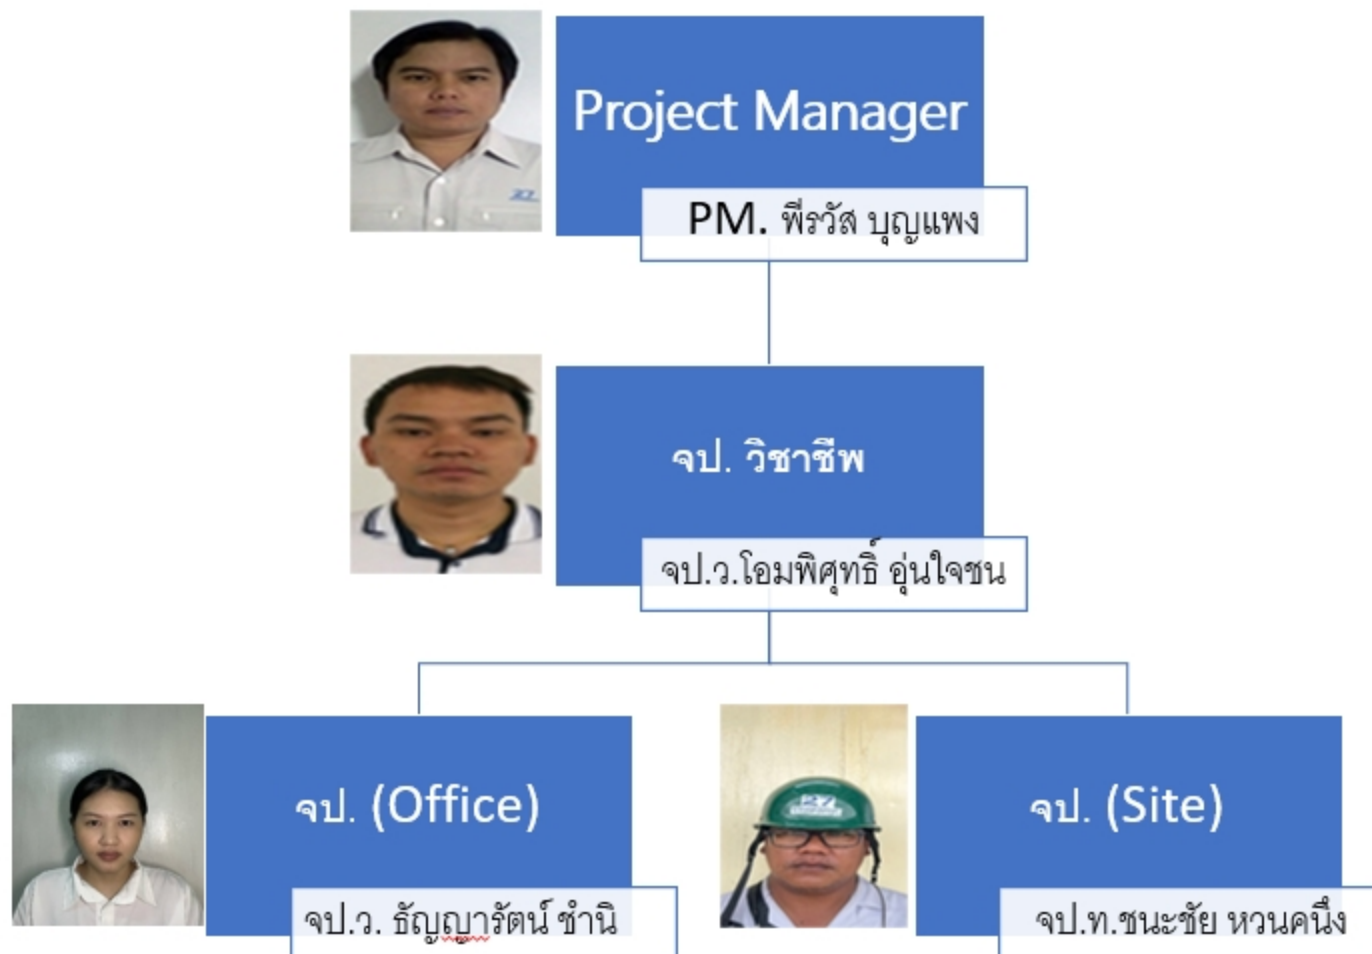 Project Manager
27
PM. พีรวัส บุญแพง
จป. วิชาชีพ
จป.ว.โอมพิศุทธิ์ อุ่นใจชน
จป. (Office)
27
จป. (Site)
จป.ว. ธัญญารัตน์ ชำนิ
จป.ท.ชนะชัย หวนคนึง